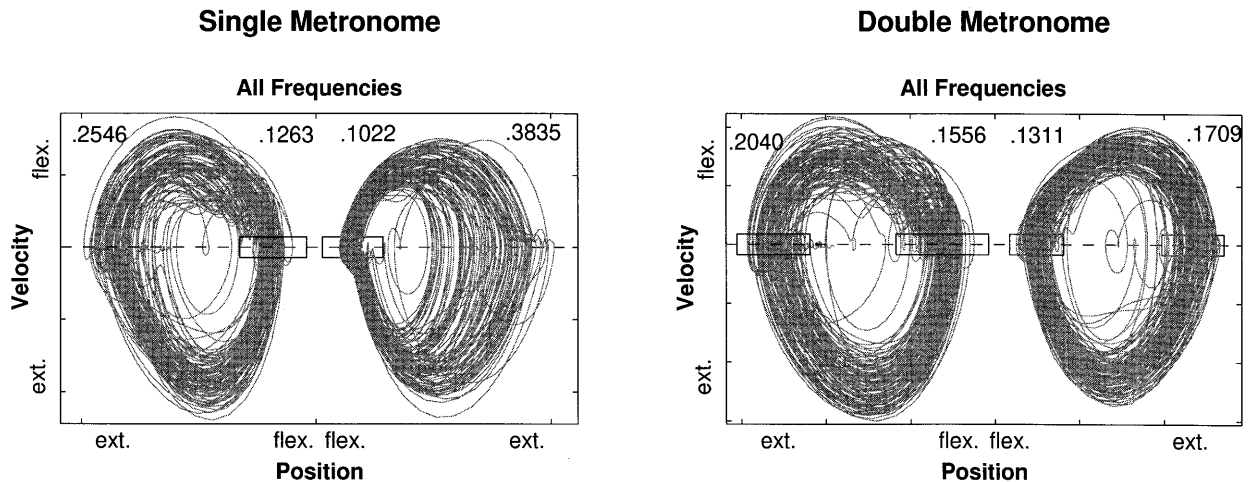 Single Metronome
All Frequencies
.2546 .1263 .1022 .3835
flex.
Velocity
ext.
ext. flex. flex. ext.
Position
Double Metronome
All Frequencies
.2040 .1556 .1311 .1709
flex.
Velocity
ext.
ext. flex. flex. ext.
Position